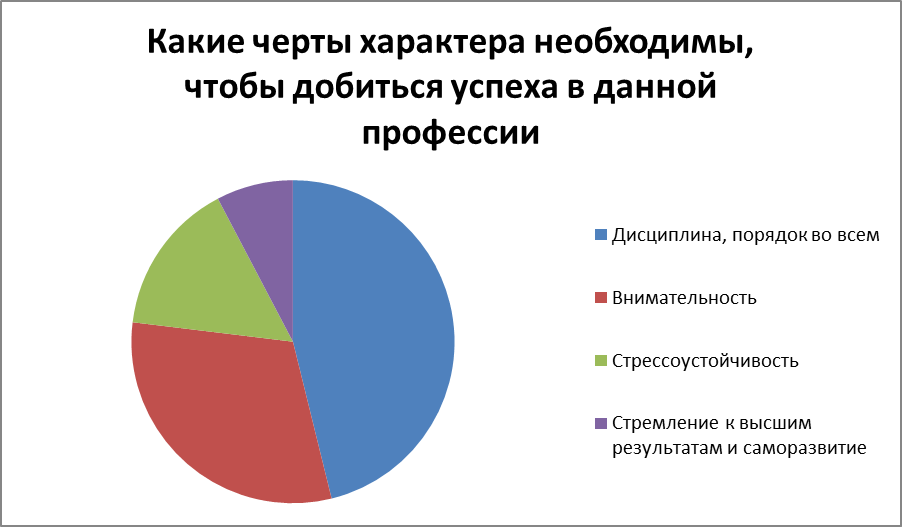 Какие черты характера необходимы,
чтобы добиться успеха в данной
профессии
Дисциплина, порядок во всем
Внимательность
Стрессоустойчивость
Стремление к высшим
результатам и саморазвитие